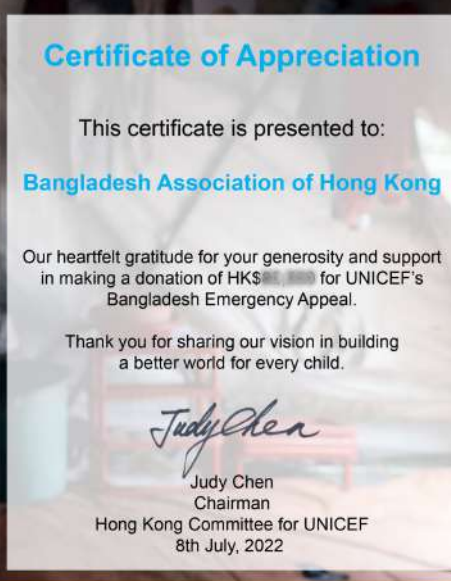 Certificate of Appreciation
This certificate is presented to:
Bangladesh Association of Hong Kong
Our heartfelt gratitude for your generosity and support
in making a donation of HK$ for UNICEF's
Bangladesh Emergency Appeal.
Thank you for sharing our vision in building
a better world for every child.
Judy Chen
Judy Chen
Chairman
Hong Kong Committee for UNICEF
8th July, 2022